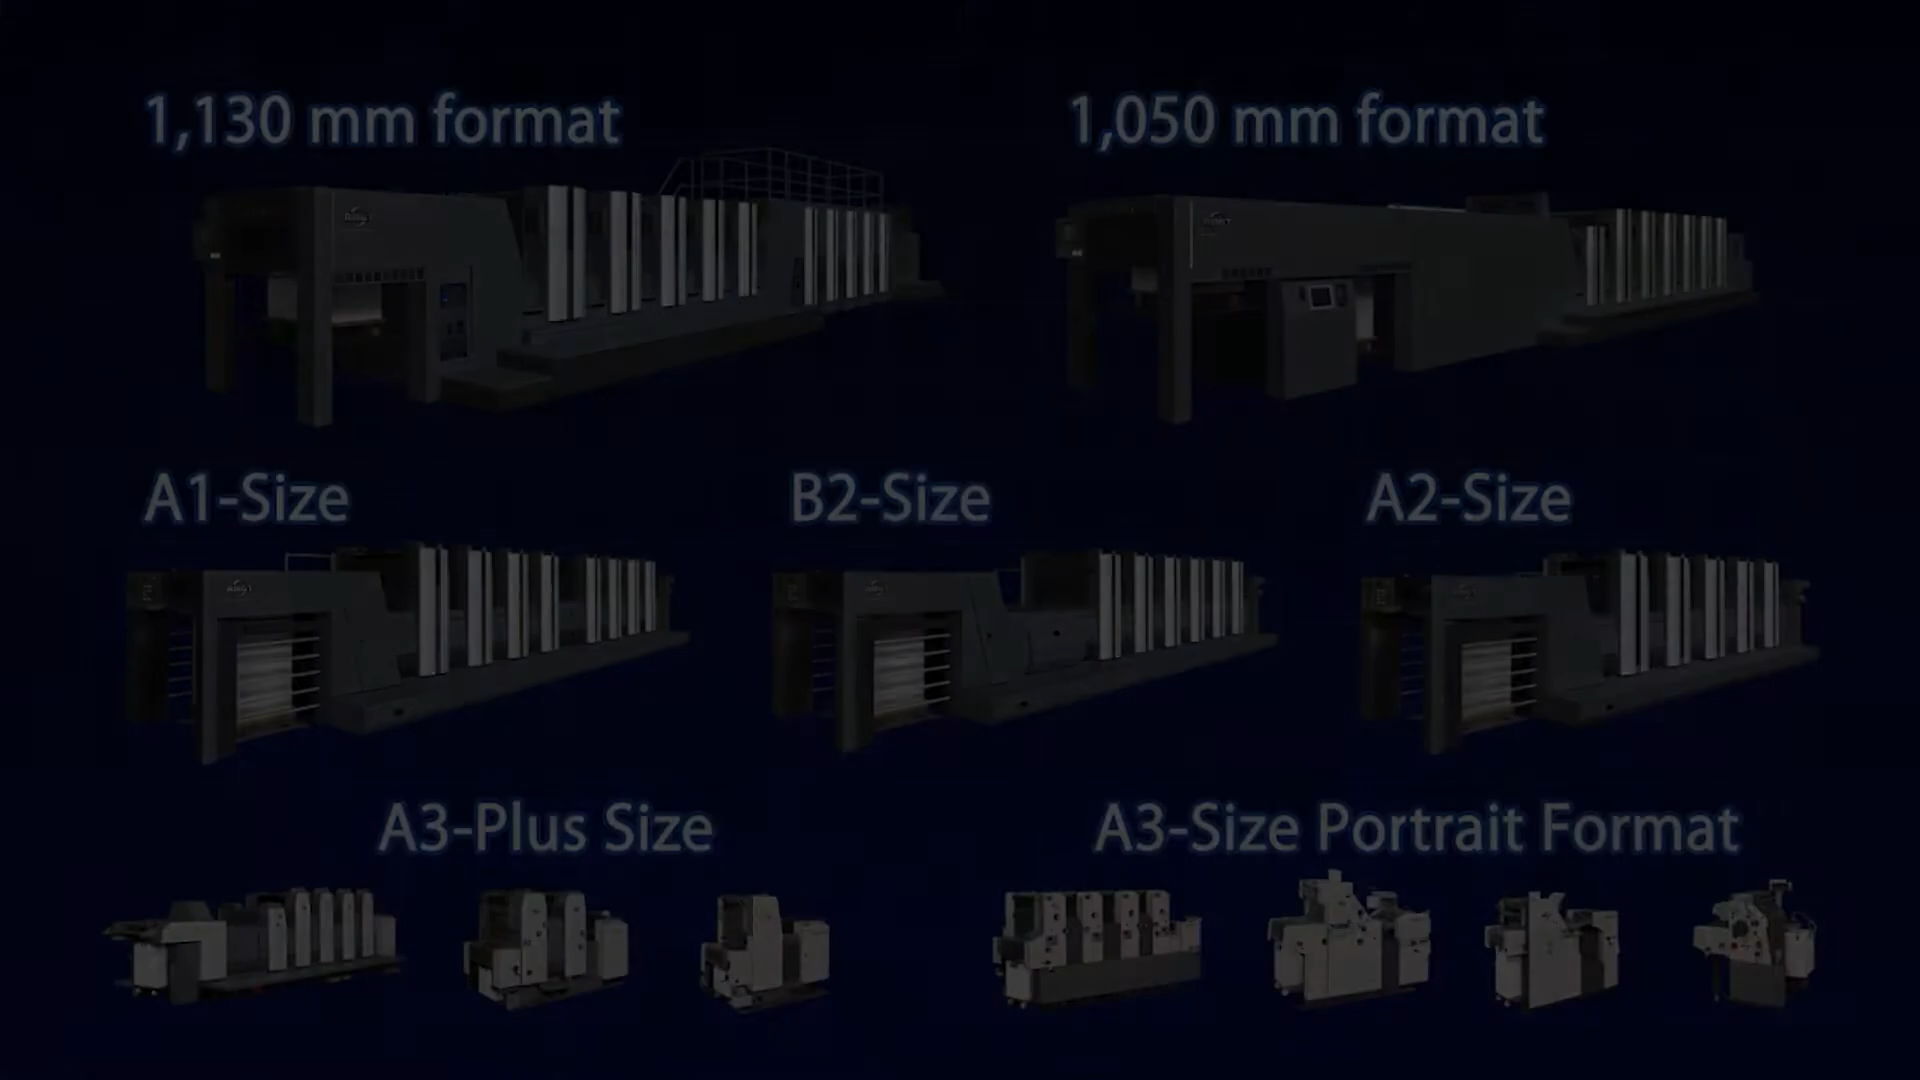 1,130 mm format
1,050 mm format
A1-Size
B2-Size
A2-Size
A3-Plus Size
A3-Size Portrait Format